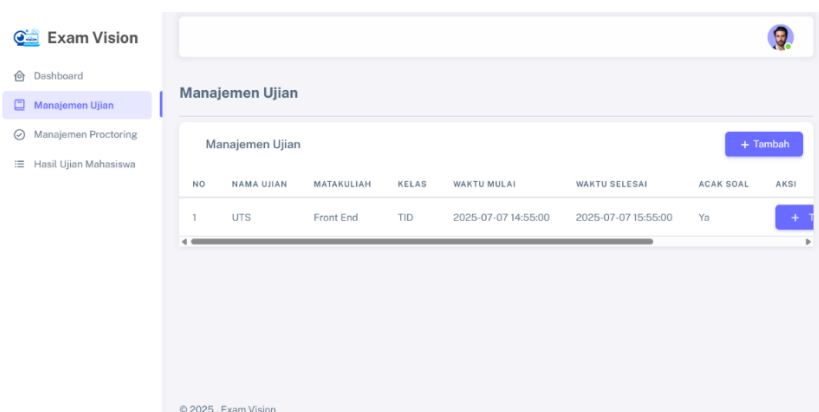 Exam Vision
Dashboard
Manajemen Ujian
Manajemen Proctoring
Hasil Ujian Mahasiswa
Manajemen Ujian
Manajemen Ujian
+ Tambah
NO NAMA UJIAN MATAKULIAH KELAS WAKTU MULAI WAKTU SELESAI ACAK SOAL AKSI
1 UTS Front End TID 2025-07-07 14:55:00 2025-07-07 15:55:00 Ya +
© 2025 , Exam Vision